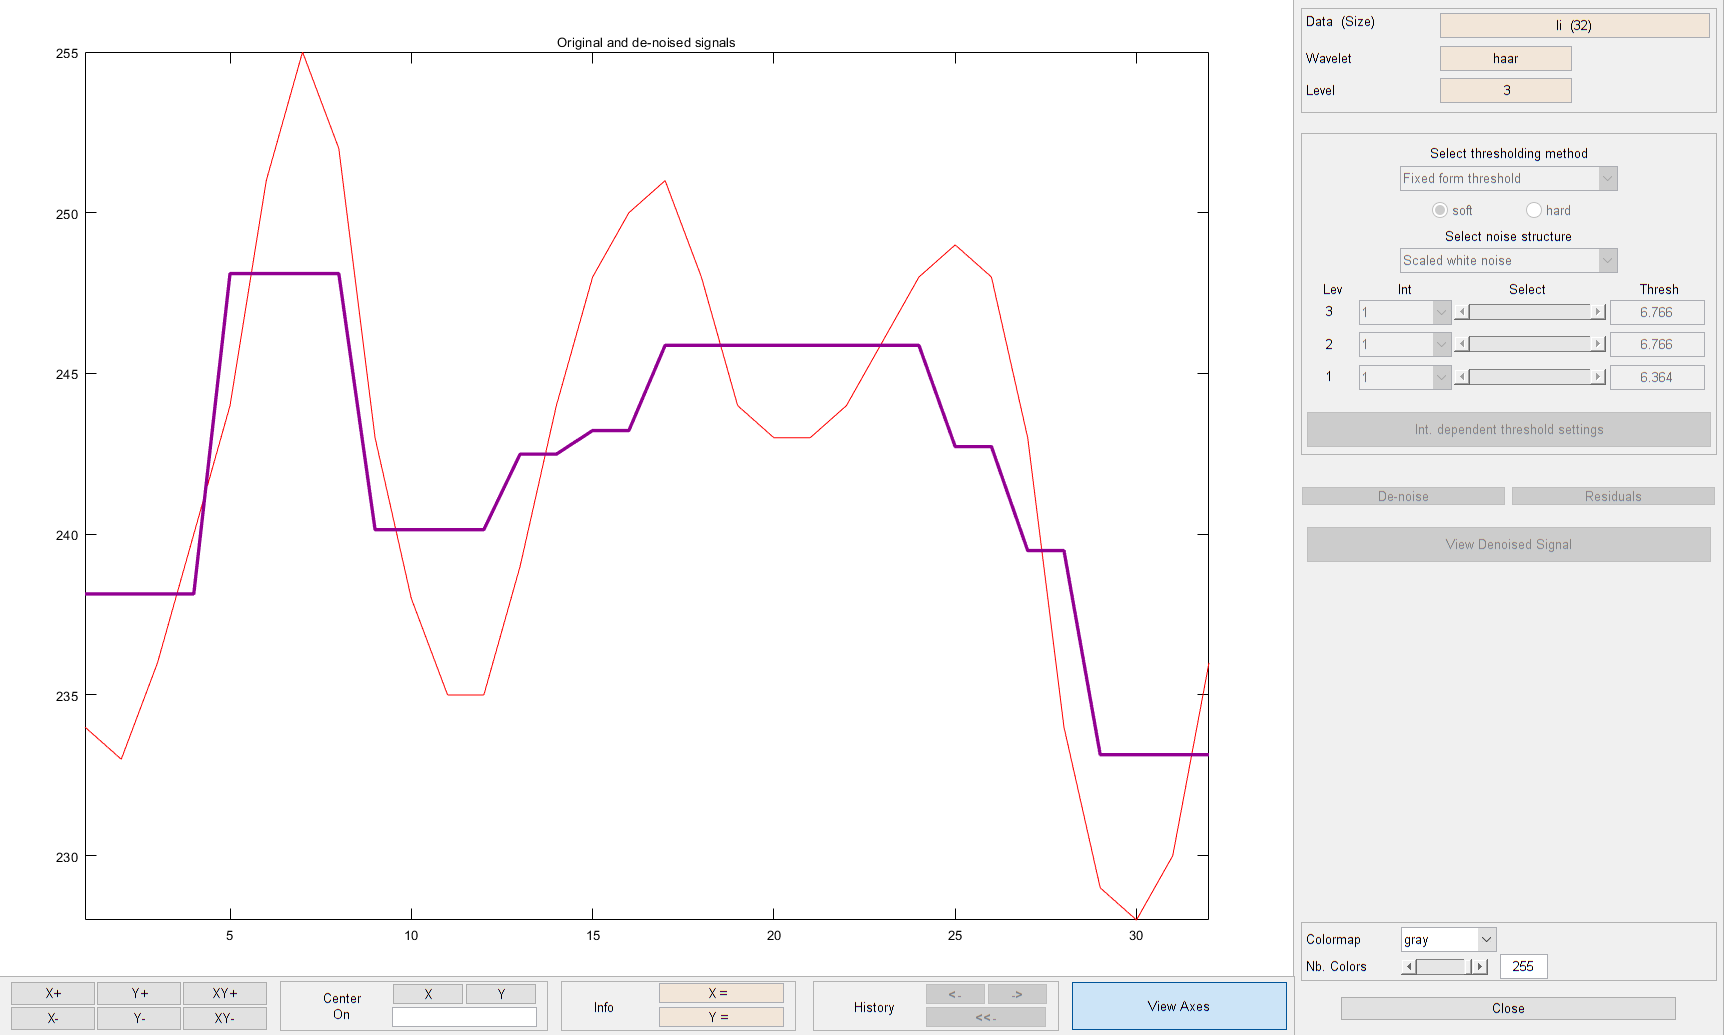 Original and de-noised signals
255
250
245
240
235
230
5 10 15 20 25 30
Data (Size) li (32)
Wavelet haar
Level 3
Select thresholding method
Fixed form threshold
soft hard
Select noise structure
Scaled white noise
Lev Int Select Thresh
3 1 6.766
2 1 6.766
1 1 6.364
Int. dependent threshold settings
De-noise Residuals
View Denoised Signal
Colormap gray
Nb. Colors 255
Close
X+ Y+ XY+
X- Y- XY-
Center
On
X Y
Info
X =
Y =
History
<- ->
<<-
View Axes